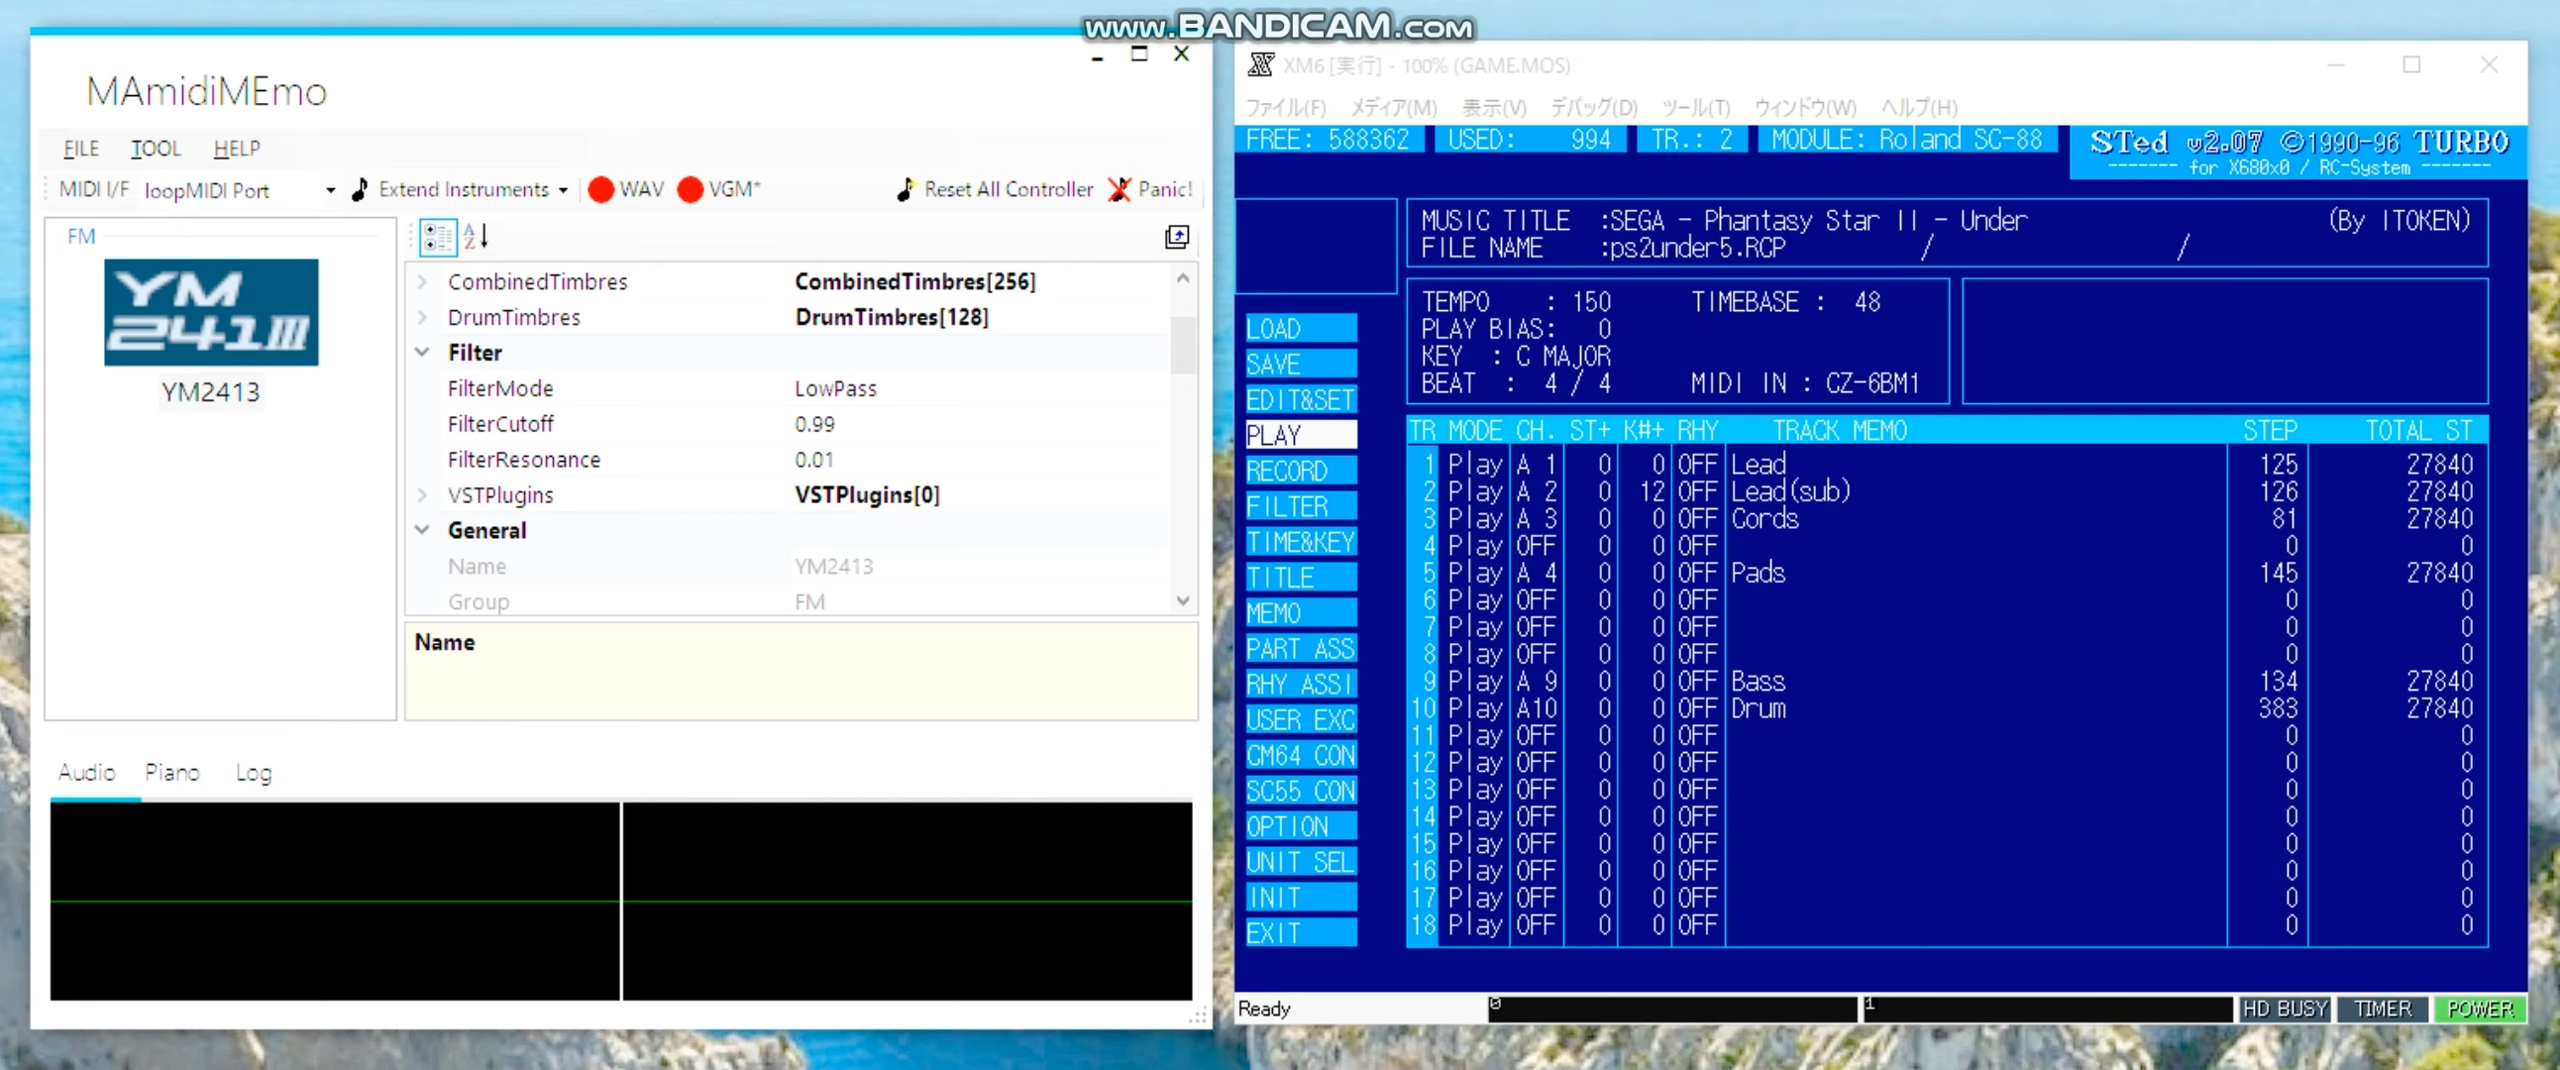 www.BANDICAM.com
MAmidiMEmo
FILE TOOL HELP
MIDI I/F loopMIDI Port Extend Instruments WAV VGM* Reset All Controller Panic!
FM
YM
2413
YM2413
CombinedTimbres CombinedTimbres[256]
DrumTimbres DrumTimbres[128]
Filter
FilterMode LowPass
FilterCutoff 0.99
FilterResonance 0.01
VSTPlugins VSTPlugins[0]
General
Name YM2413
Group FM
Name
Audio Piano Log
XM6 [実行] - 100% (GAME.MOS)
ファイル(F) メディア(M) 表示(V) デバッグ(D) ツール(T) ウィンドウ(W) ヘルプ(H)
FREE: 588362 USED: 994 TR.: 2 MODULE: Roland SC-88
STed v2.07 ©1990-96 TURBO
------- for X680x0 / RC-System -------
MUSIC TITLE :SEGA - Phantasy Star II - Under (By ITOKEN)
FILE NAME :ps2under5.RCP / /
TEMPO : 150 TIMEBASE : 48
PLAY BIAS: 0
KEY : C MAJOR
BEAT : 4 / 4 MIDI IN : CZ-6BM1
LOAD
SAVE
EDIT&SET
PLAY
RECORD
FILTER
TIME&KEY
TITLE
MEMO
PART ASS
RHY ASSI
USER EXC
CM64 CON
SC55 CON
OPTION
UNIT SEL
INIT
EXIT
TR MODE CH. ST+ K#+ RHY TRACK MEMO STEP TOTAL ST
1 Play A 1 0 0 OFF Lead 125 27840
2 Play A 2 0 12 OFF Lead(sub) 126 27840
3 Play A 3 0 0 OFF Cords 81 27840
4 Play OFF 0 0 OFF 0 0
5 Play A 4 0 0 OFF Pads 145 27840
6 Play OFF 0 0 OFF 0 0
7 Play OFF 0 0 OFF 0 0
8 Play OFF 0 0 OFF 0 0
9 Play A 9 0 0 OFF Bass 134 27840
10 Play A10 0 0 OFF Drum 383 27840
11 Play OFF 0 0 OFF 0 0
12 Play OFF 0 0 OFF 0 0
13 Play OFF 0 0 OFF 0 0
14 Play OFF 0 0 OFF 0 0
15 Play OFF 0 0 OFF 0 0
16 Play OFF 0 0 OFF 0 0
17 Play OFF 0 0 OFF 0 0
18 Play OFF 0 0 OFF 0 0
Ready 0 1 HD BUSY TIMER POWER